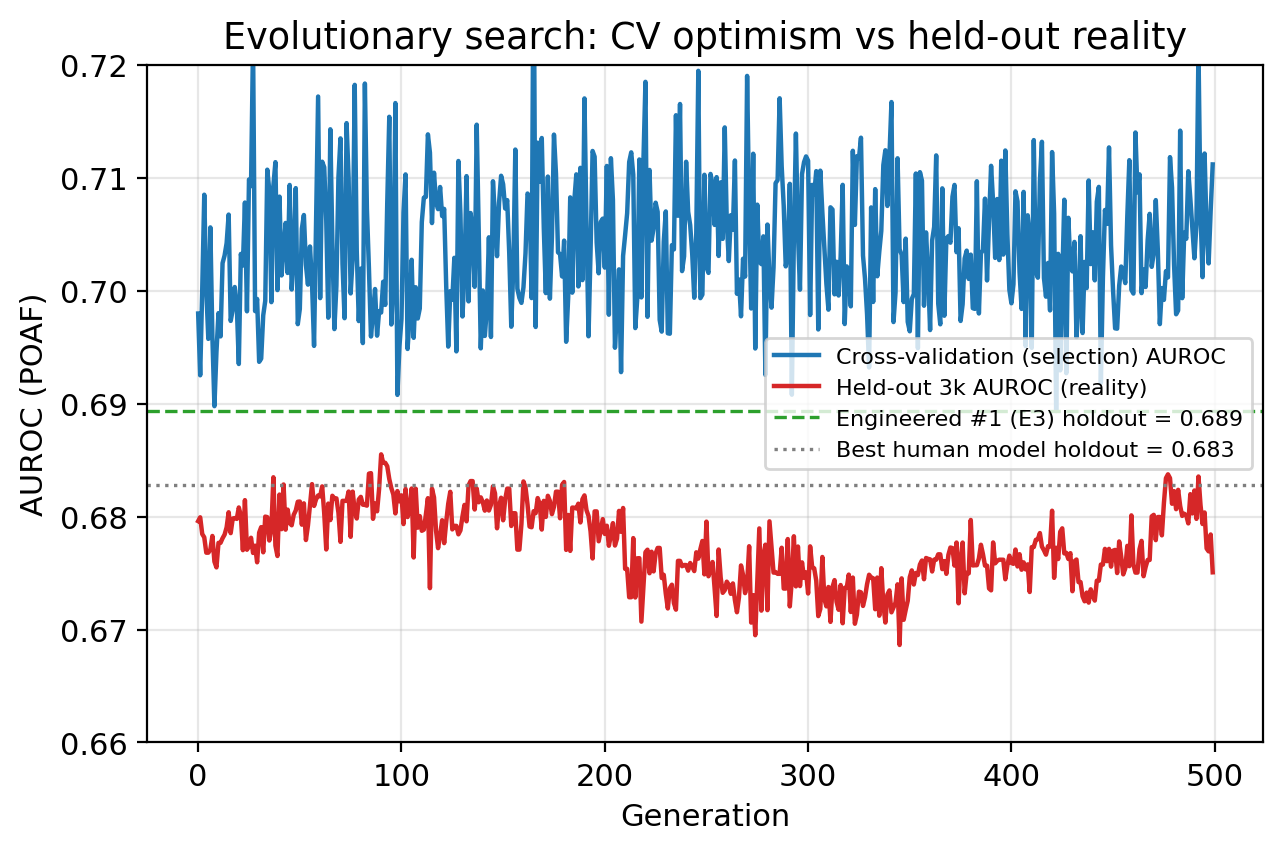 Evolutionary search: CV optimism vs held-out reality
0.72
0.71
0.70
0.69
0.68
0.67
0.66
AUROC (POAF)
Cross-validation (selection) AUROC
Held-out 3k AUROC (reality)
Engineered #1 (E3) holdout = 0.689
Best human model holdout = 0.683
0 100 200 300 400 500
Generation